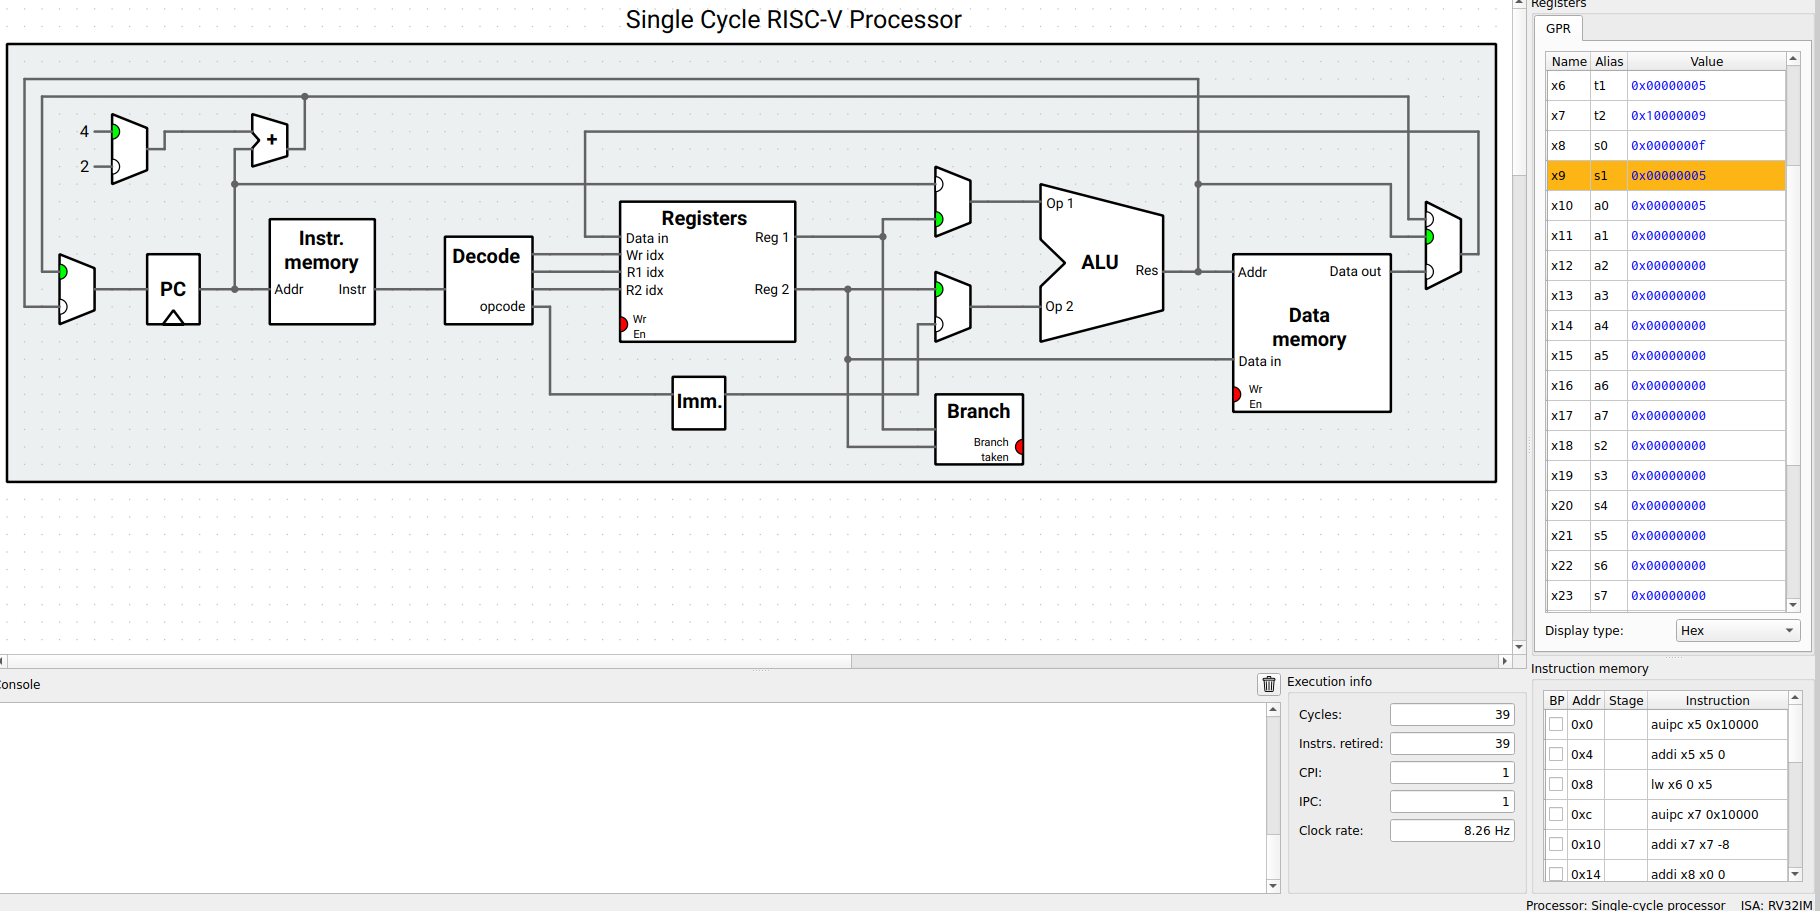 Single Cycle RISC-V Processor
4
2
+
PC
Instr. memory
Addr
Instr
Decode
opcode
Registers
Data in
Wr idx
R1 idx
R2 idx
Wr
En
Reg 1
Reg 2
Imm.
Branch
Branch
taken
Op 1
ALU
Res
Op 2
Addr
Data out
Data
memory
Data in
Wr
En
Registers
GPR
Name Alias Value
x6 t1 0x00000005
x7 t2 0x10000009
x8 s0 0x0000000f
x9 s1 0x00000005
x10 a0 0x00000005
x11 a1 0x00000000
x12 a2 0x00000000
x13 a3 0x00000000
x14 a4 0x00000000
x15 a5 0x00000000
x16 a6 0x00000000
x17 a7 0x00000000
x18 s2 0x00000000
x19 s3 0x00000000
x20 s4 0x00000000
x21 s5 0x00000000
x22 s6 0x00000000
x23 s7 0x00000000
Display type: Hex
onsole
Execution info
Cycles: 39
Instrs. retired: 39
CPI: 1
IPC: 1
Clock rate: 8.26 Hz
Instruction memory
BP Addr Stage Instruction
0x0 auipc x5 0x10000
0x4 addi x5 x5 0
0x8 lw x6 0 x5
0xc auipc x7 0x10000
0x10 addi x7 x7 -8
0x14 addi x8 x0 0
Processor: Single-cycle processor ISA: RV32IM